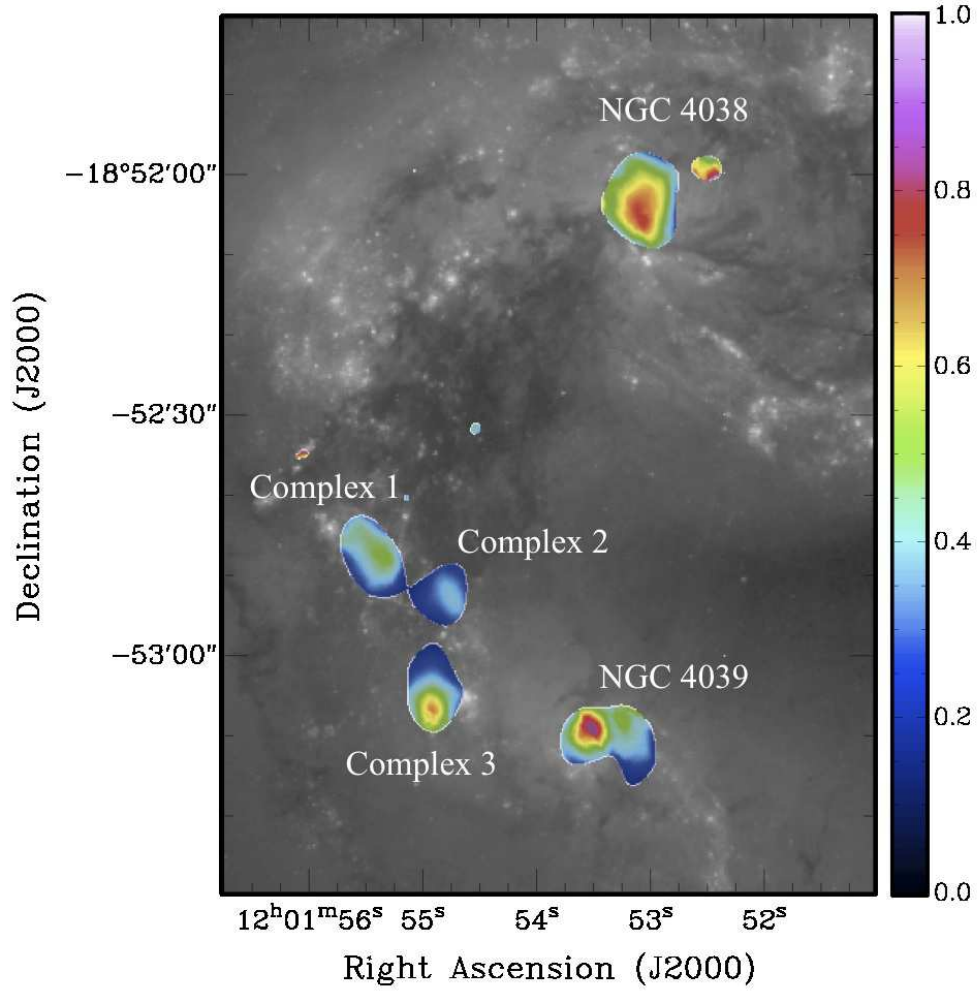 NGC 4038
1.0
−18°52′00″
0.8
0.6
−52′30″
Complex 1
Complex 2
0.4
−53′00″
NGC 4039
0.2
Complex 3
0.0
12ʰ01ᵐ56ˢ 55ˢ 54ˢ 53ˢ 52ˢ
Right Ascension (J2000)
Declination (J2000)